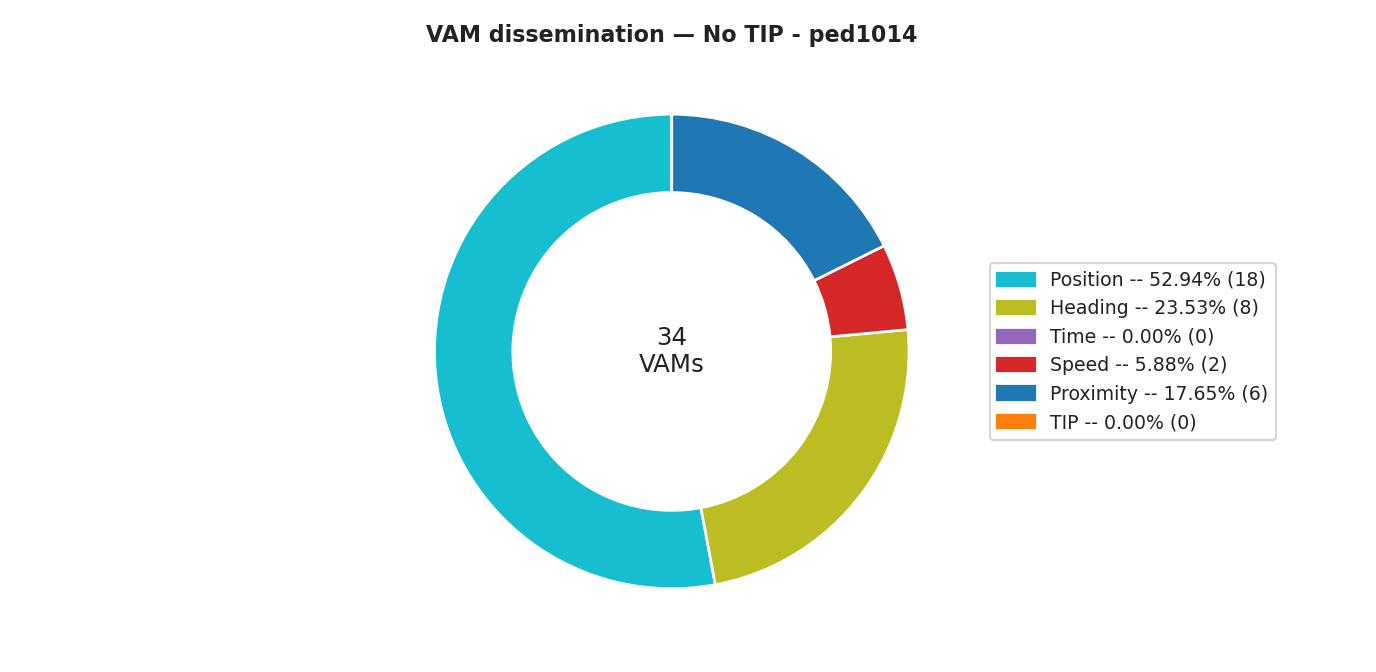 VAM dissemination — No TIP - ped1014
34
VAMs
Position -- 52.94% (18)
Heading -- 23.53% (8)
Time -- 0.00% (0)
Speed -- 5.88% (2)
Proximity -- 17.65% (6)
TIP -- 0.00% (0)